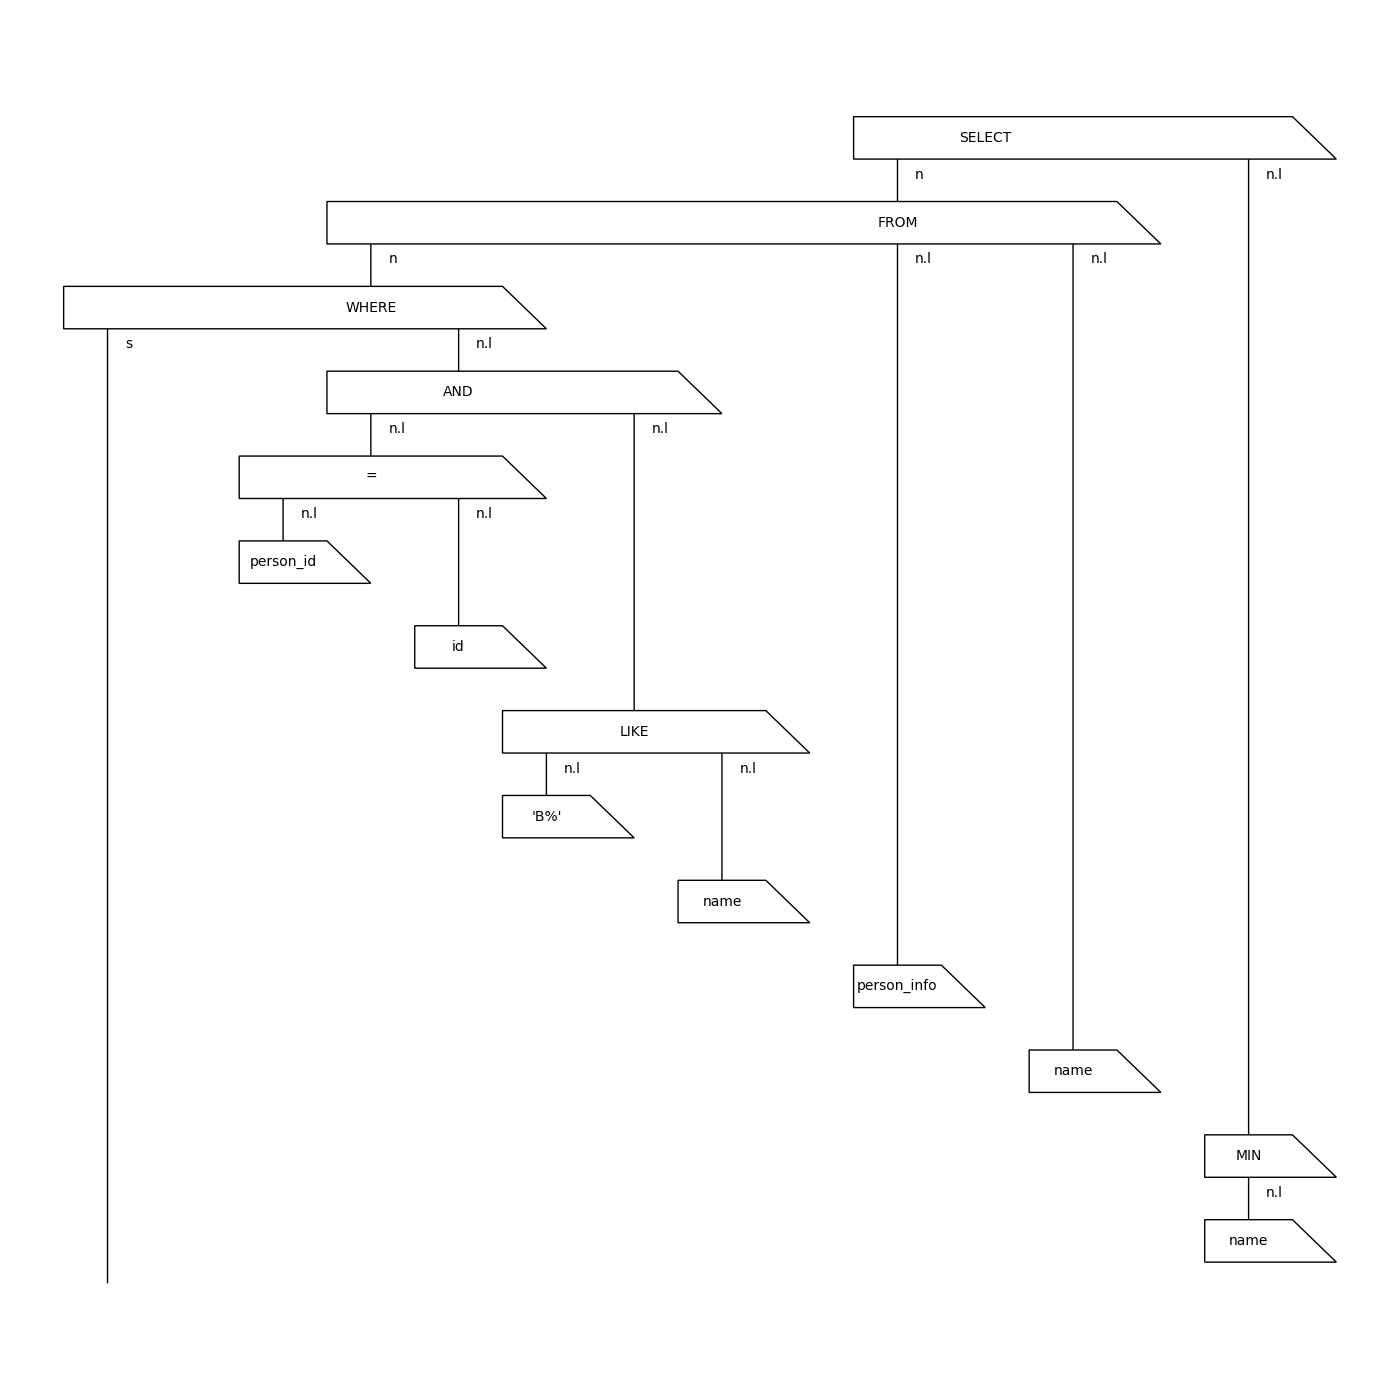 SELECT
n n.l
FROM
n n.l n.l
WHERE
s n.l
AND
n.l n.l
=
n.l n.l
person_id
id
LIKE
n.l n.l
'B%'
name
person_info
name
MIN
n.l
name